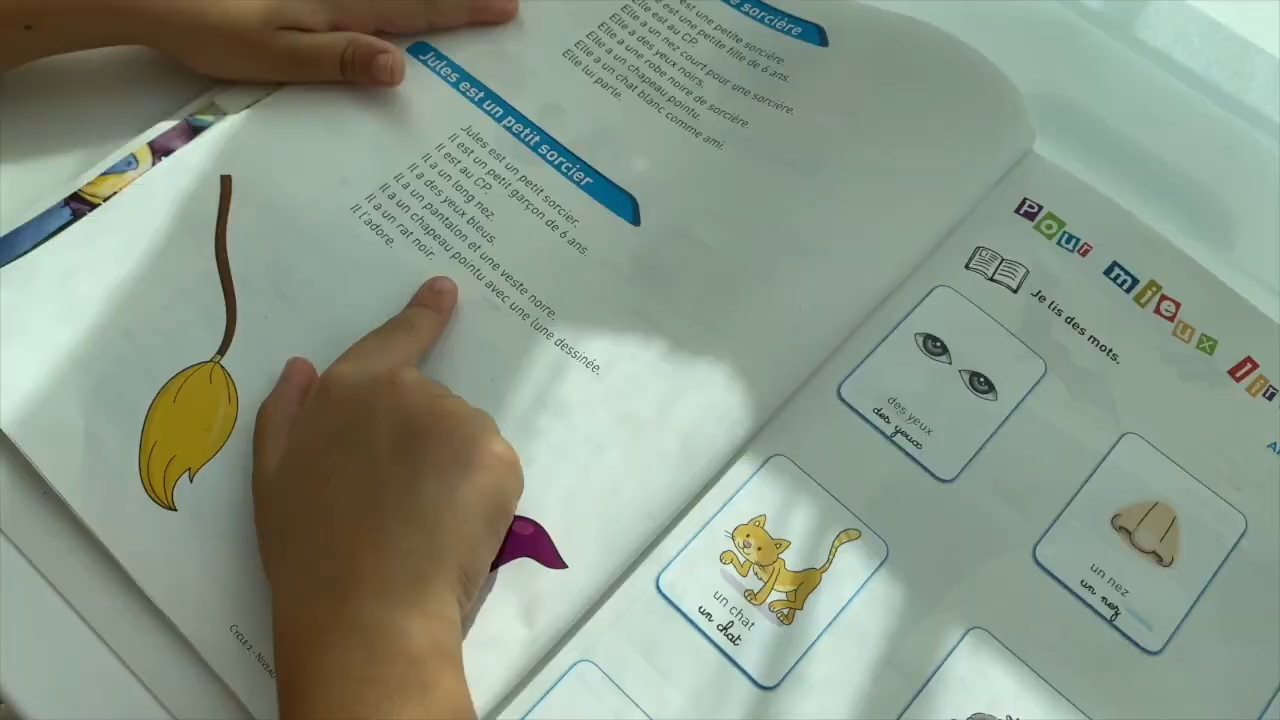 sorcière
est une petite sorcière.
est une petite fille de 6 ans.
Elle est au CP.
Elle a un nez court pour une sorcière.
Elle a des yeux noirs.
Elle a une robe noire de sorcière.
Elle a un chapeau pointu.
Elle a un chat blanc comme ami.
Elle lui parle.
Jules est un petit sorcier
Jules est un petit sorcier.
Il est un petit garçon de 6 ans.
Il est au CP.
Il a un long nez.
Il a des yeux bleus.
Il a un pantalon et une veste noire.
Il a un chapeau pointu avec une lune dessinée.
Il a un rat noir.
Il l'adore.
CYCLE 2 - NIVEAU
Pour mieux lir
Je lis des mots.
des yeux
des yeux
un nez
un nez
un chat
un chat